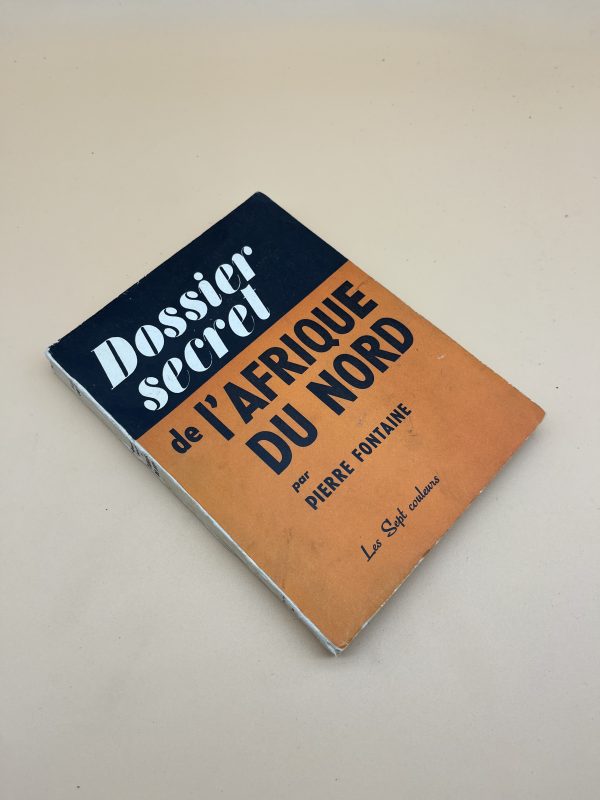 Dossier
secret
de l'AFRIQUE
DU NORD
par
PIERRE FONTAINE
Les Sept couleurs